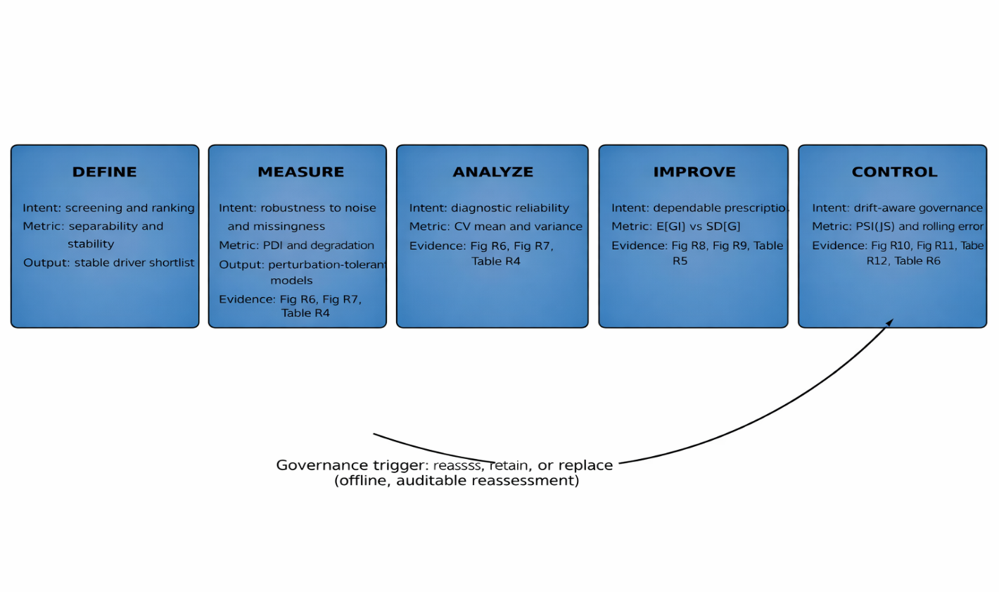 DEFINE
Intent: screening and ranking
Metric: separability and
stability
Output: stable driver shortlist
MEASURE
Intent: robustness to noise
and missingness
Metric: PDI and degradation
Output: perturbation-tolerant
models
Evidence: Fig R6, Fig R7,
Table R4
ANALYZE
Intent: diagnostic reliability
Metric: CV mean and variance
Evidence: Fig R6, Fig R7,
Table R4
IMPROVE
Intent: dependable prescriptio
Metric: E[GI] vs SD[G]
Evidence: Fig R8, Fig R9, Table
R5
CONTROL
Intent: drift-aware governance
Metric: PSI(JS) and rolling error
Evidence: Fig R10, Fig R11, Tabe
R12, Table R6
Governance trigger: reassss, retain, or replace
(offline, auditable reassessment)